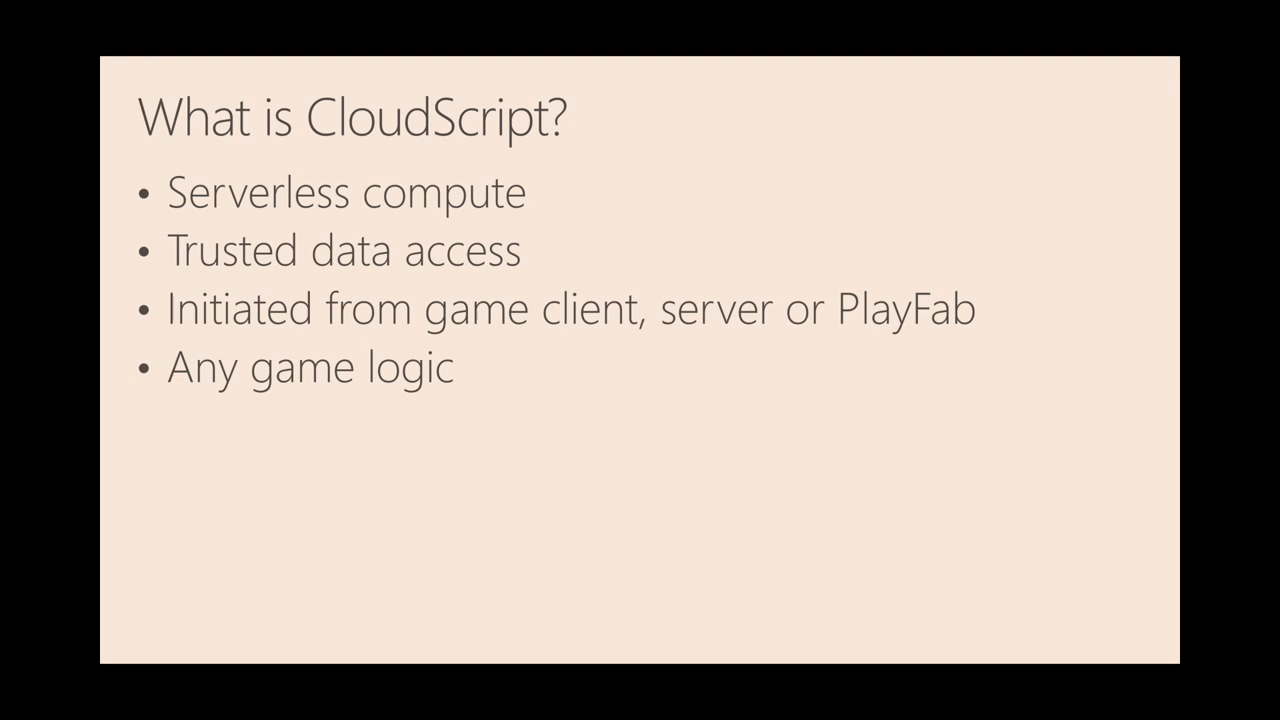 What is CloudScript?
• Serverless compute
• Trusted data access
• Initiated from game client, server or PlayFab
• Any game logic